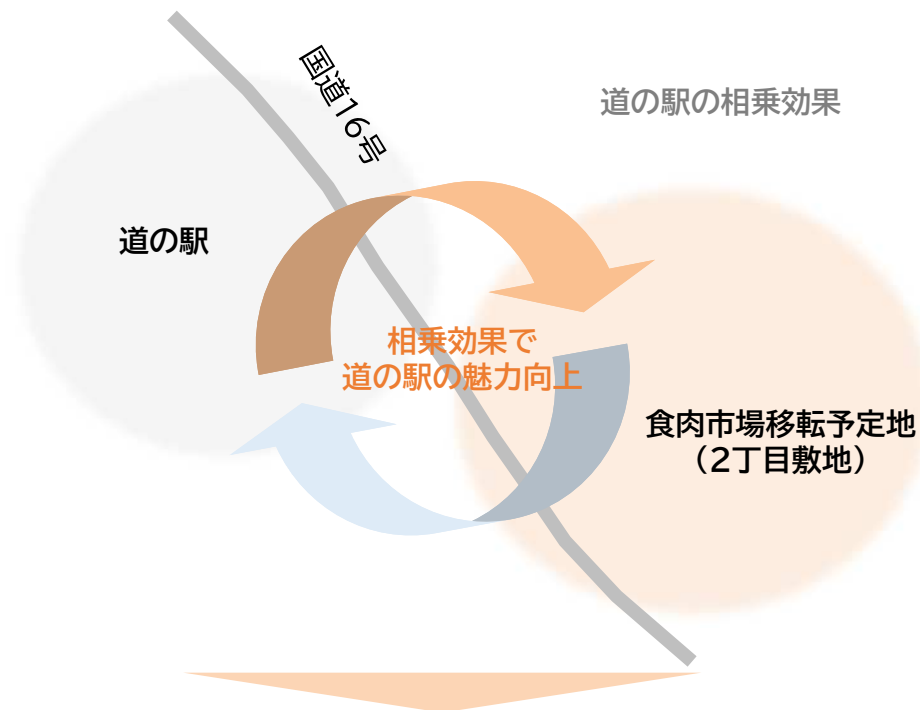 国道16号
道の駅の相乗効果
道の駅
相乗効果で
道の駅の魅力向上
食肉市場移転予定地
（2丁目敷地）